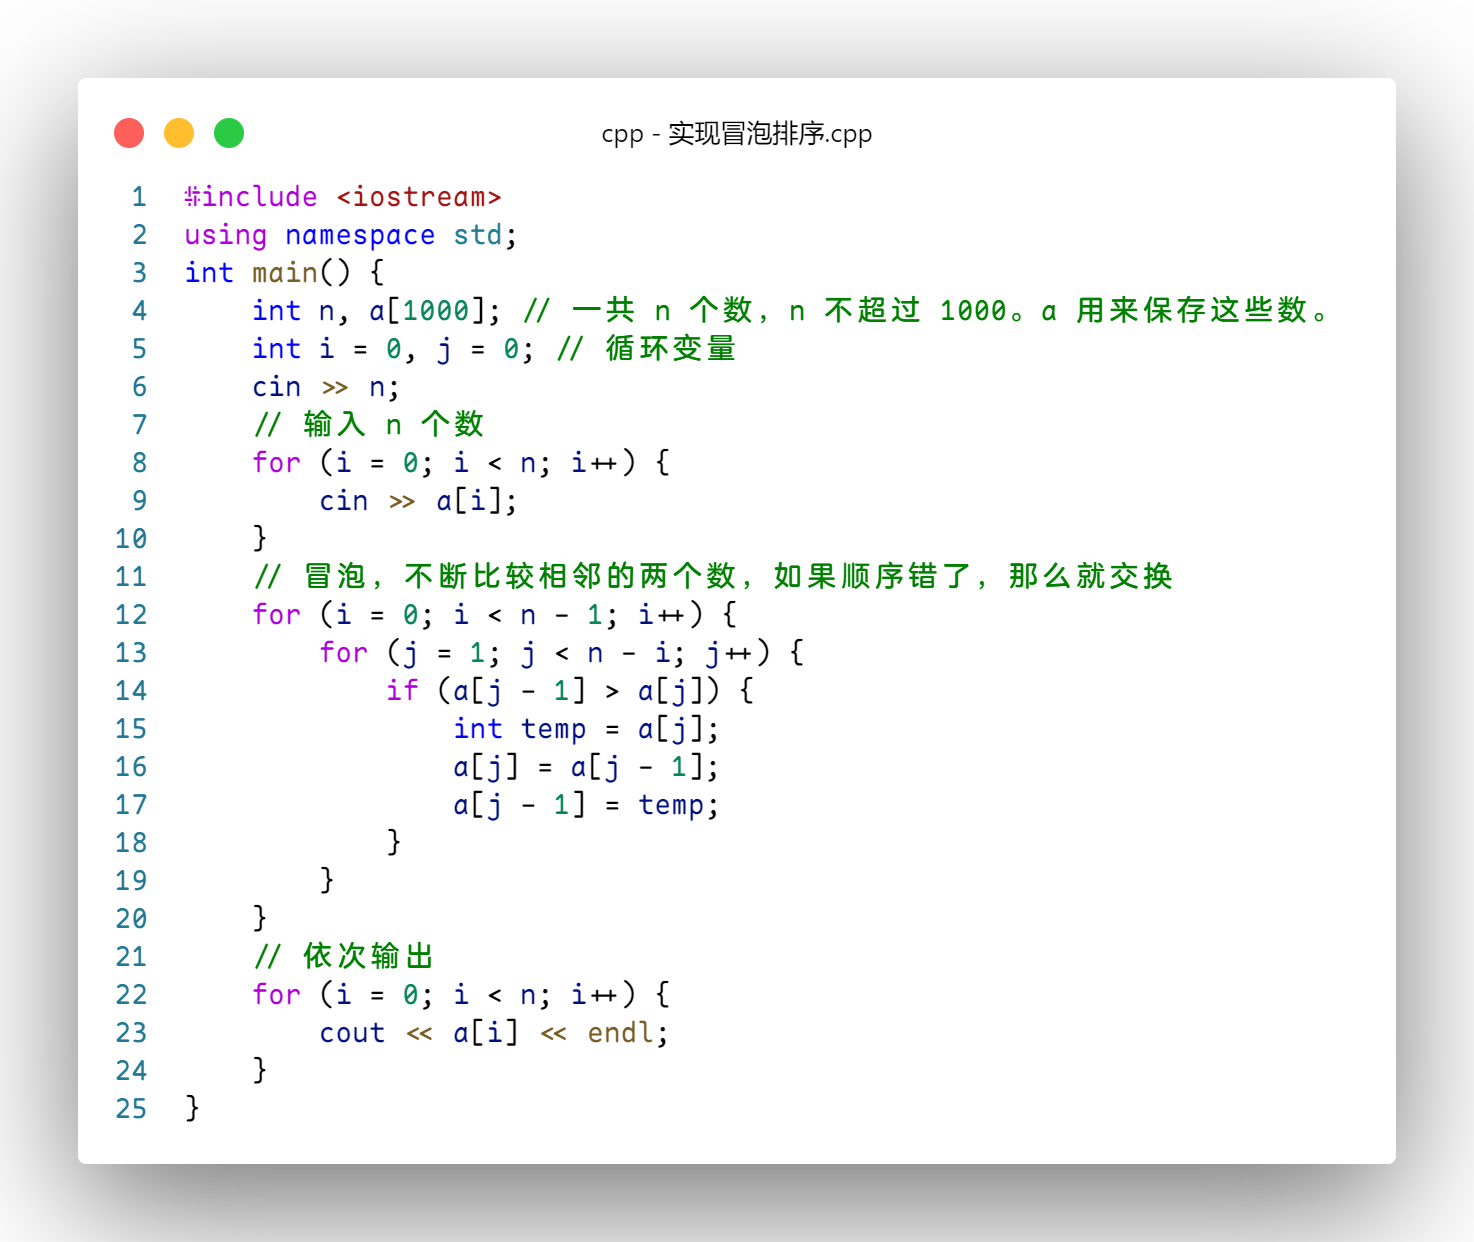 cpp - 实现冒泡排序.cpp
1 #include <iostream>
2 using namespace std;
3 int main() {
4     int n, a[1000]; // 一共 n 个数，n 不超过 1000。a 用来保存这些数。
5     int i = 0, j = 0; // 循环变量
6     cin >> n;
7     // 输入 n 个数
8     for (i = 0; i < n; i++) {
9         cin >> a[i];
10     }
11     // 冒泡，不断比较相邻的两个数，如果顺序错了，那么就交换
12     for (i = 0; i < n - 1; i++) {
13         for (j = 1; j < n - i; j++) {
14             if (a[j - 1] > a[j]) {
15                 int temp = a[j];
16                 a[j] = a[j - 1];
17                 a[j - 1] = temp;
18             }
19         }
20     }
21     // 依次输出
22     for (i = 0; i < n; i++) {
23         cout << a[i] << endl;
24     }
25 }